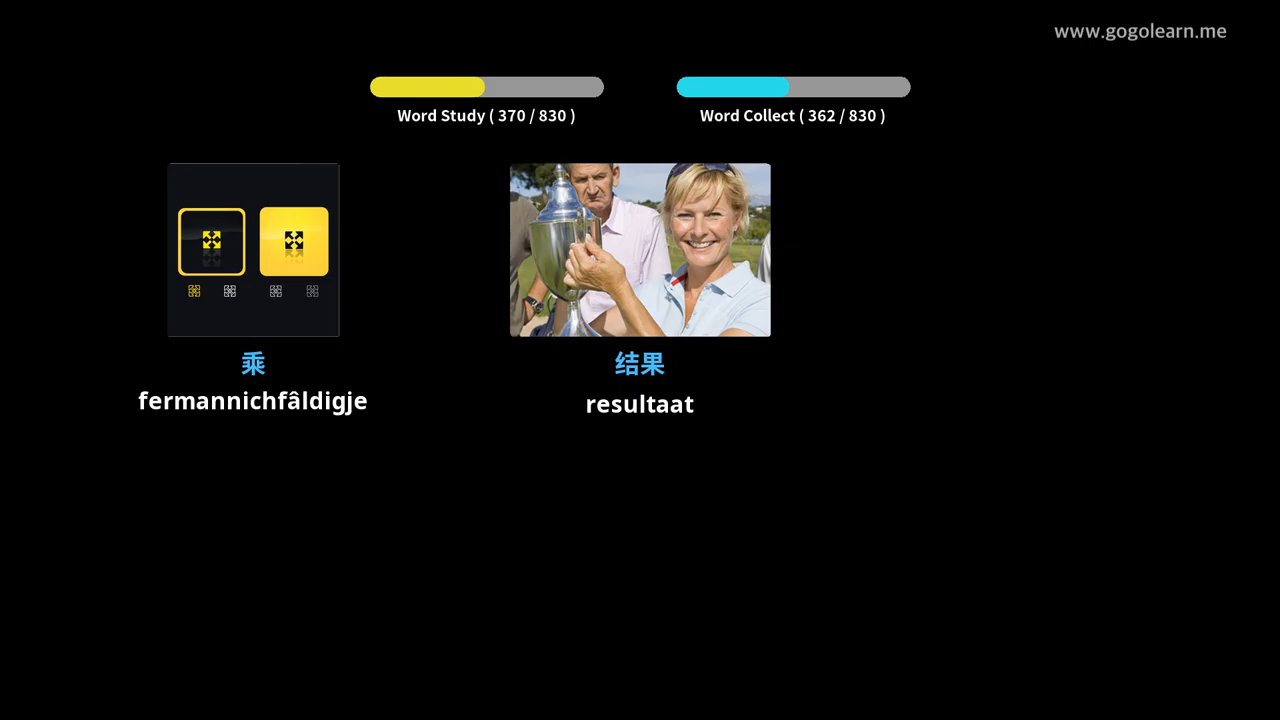 www.gogolearn.me
Word Study ( 370 / 830 )
Word Collect ( 362 / 830 )
乘
fermannichfâldigje
结果
resultaat